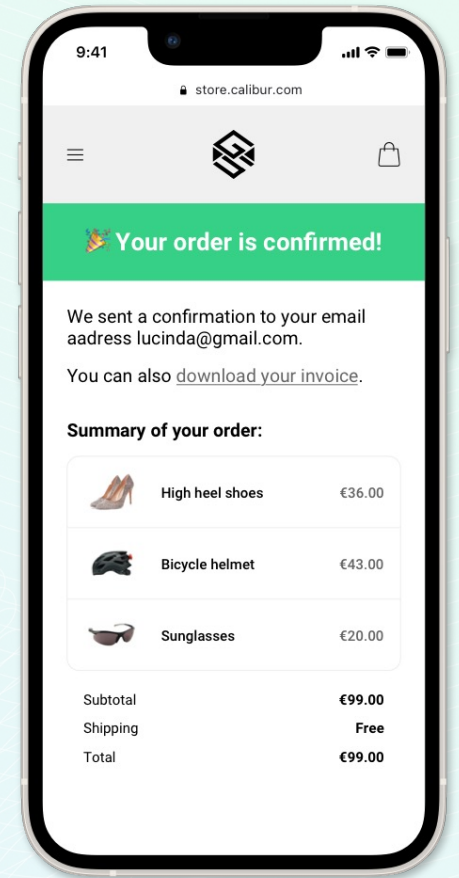 9:41
store.calibur.com
🎉 Your order is confirmed!
We sent a confirmation to your email
aadress lucinda@gmail.com.
You can also download your invoice.
Summary of your order:
High heel shoes €36.00
Bicycle helmet €43.00
Sunglasses €20.00
Subtotal €99.00
Shipping Free
Total €99.00